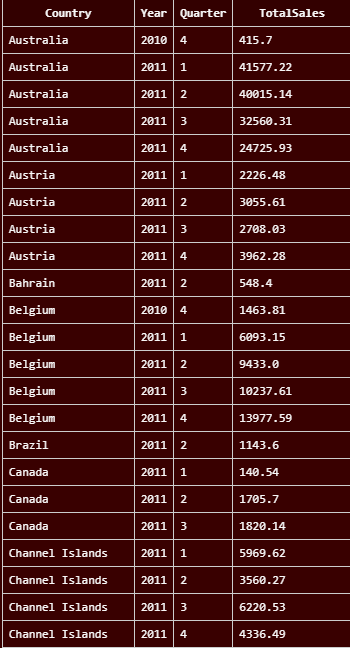 Country Year Quarter TotalSales
Australia 2010 4 415.7
Australia 2011 1 41577.22
Australia 2011 2 40015.14
Australia 2011 3 32560.31
Australia 2011 4 24725.93
Austria 2011 1 2226.48
Austria 2011 2 3055.61
Austria 2011 3 2708.03
Austria 2011 4 3962.28
Bahrain 2011 2 548.4
Belgium 2010 4 1463.81
Belgium 2011 1 6093.15
Belgium 2011 2 9433.0
Belgium 2011 3 10237.61
Belgium 2011 4 13977.59
Brazil 2011 2 1143.6
Canada 2011 1 140.54
Canada 2011 2 1705.7
Canada 2011 3 1820.14
Channel Islands 2011 1 5969.62
Channel Islands 2011 2 3560.27
Channel Islands 2011 3 6220.53
Channel Islands 2011 4 4336.49